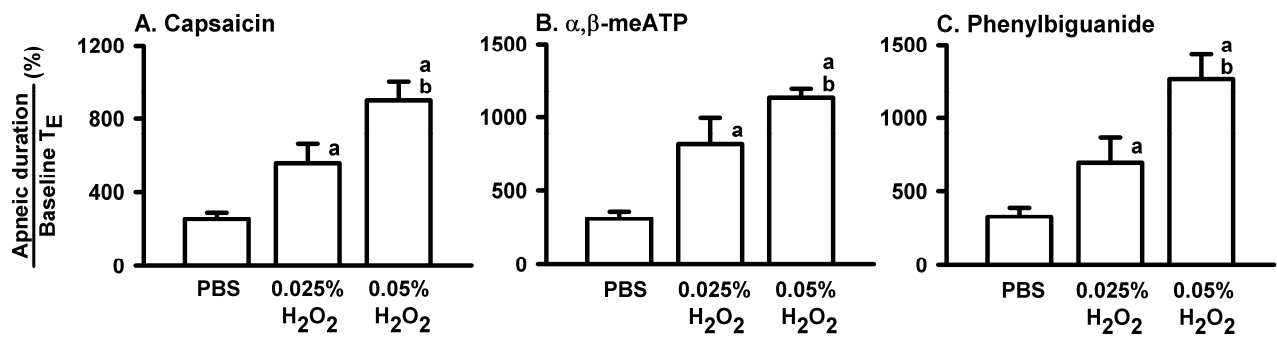 A. Capsaicin
Apneic duration
Baseline TE
(%)
1200
800
400
0
a
a
b
PBS
0.025%
H2O2
0.05%
H2O2
B. α,β-meATP
1500
1000
500
0
a
a
b
PBS
0.025%
H2O2
0.05%
H2O2
C. Phenylbiguanide
1500
1000
500
0
a
a
b
PBS
0.025%
H2O2
0.05%
H2O2